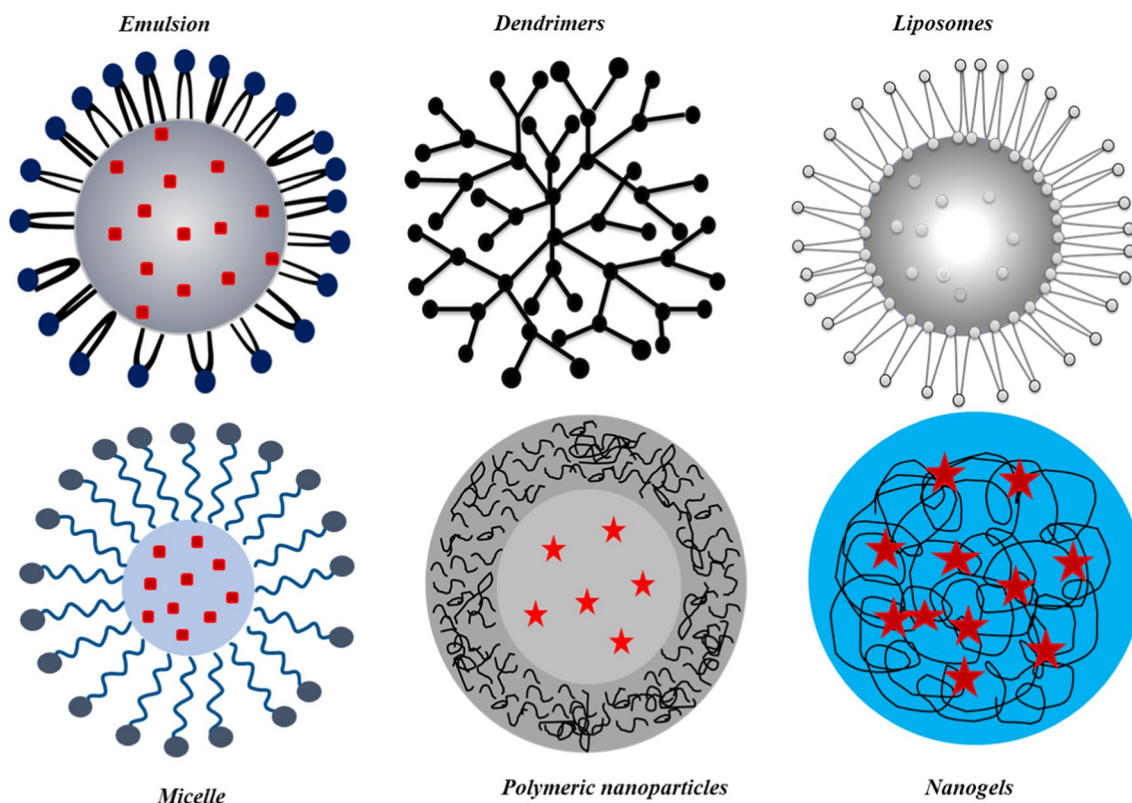 Emulsion
Dendrimers
Liposomes
Micelle
Polymeric nanoparticles
Nanogels